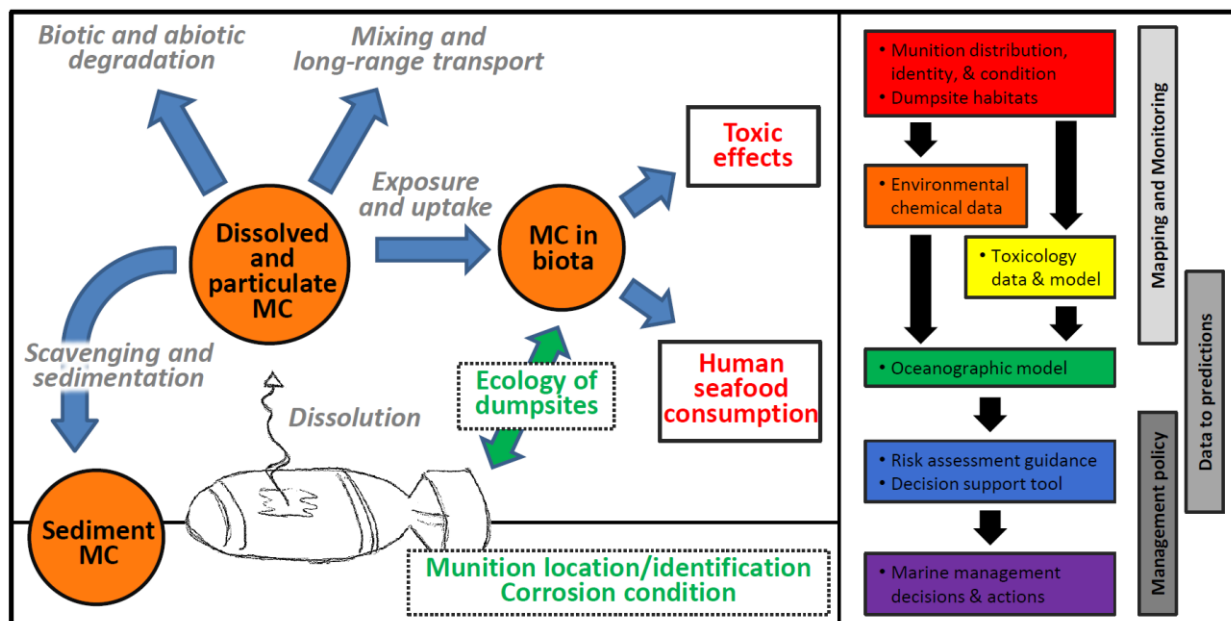 Biotic and abiotic
degradation
Mixing and
long-range transport
Toxic
effects
Exposure
and uptake
Dissolved
and
particulate
MC
MC in
biota
Scavenging and
sedimentation
Human
seafood
consumption
Ecology of
dumpsites
Dissolution
Sediment
MC
Munition location/identification
Corrosion condition
• Munition distribution,
identity, & condition
• Dumpsite habitats
• Environmental
chemical data
• Toxicology
data & model
• Oceanographic model
• Risk assessment guidance
• Decision support tool
• Marine management
decisions & actions
Mapping and Monitoring
Data to predictions
Management policy